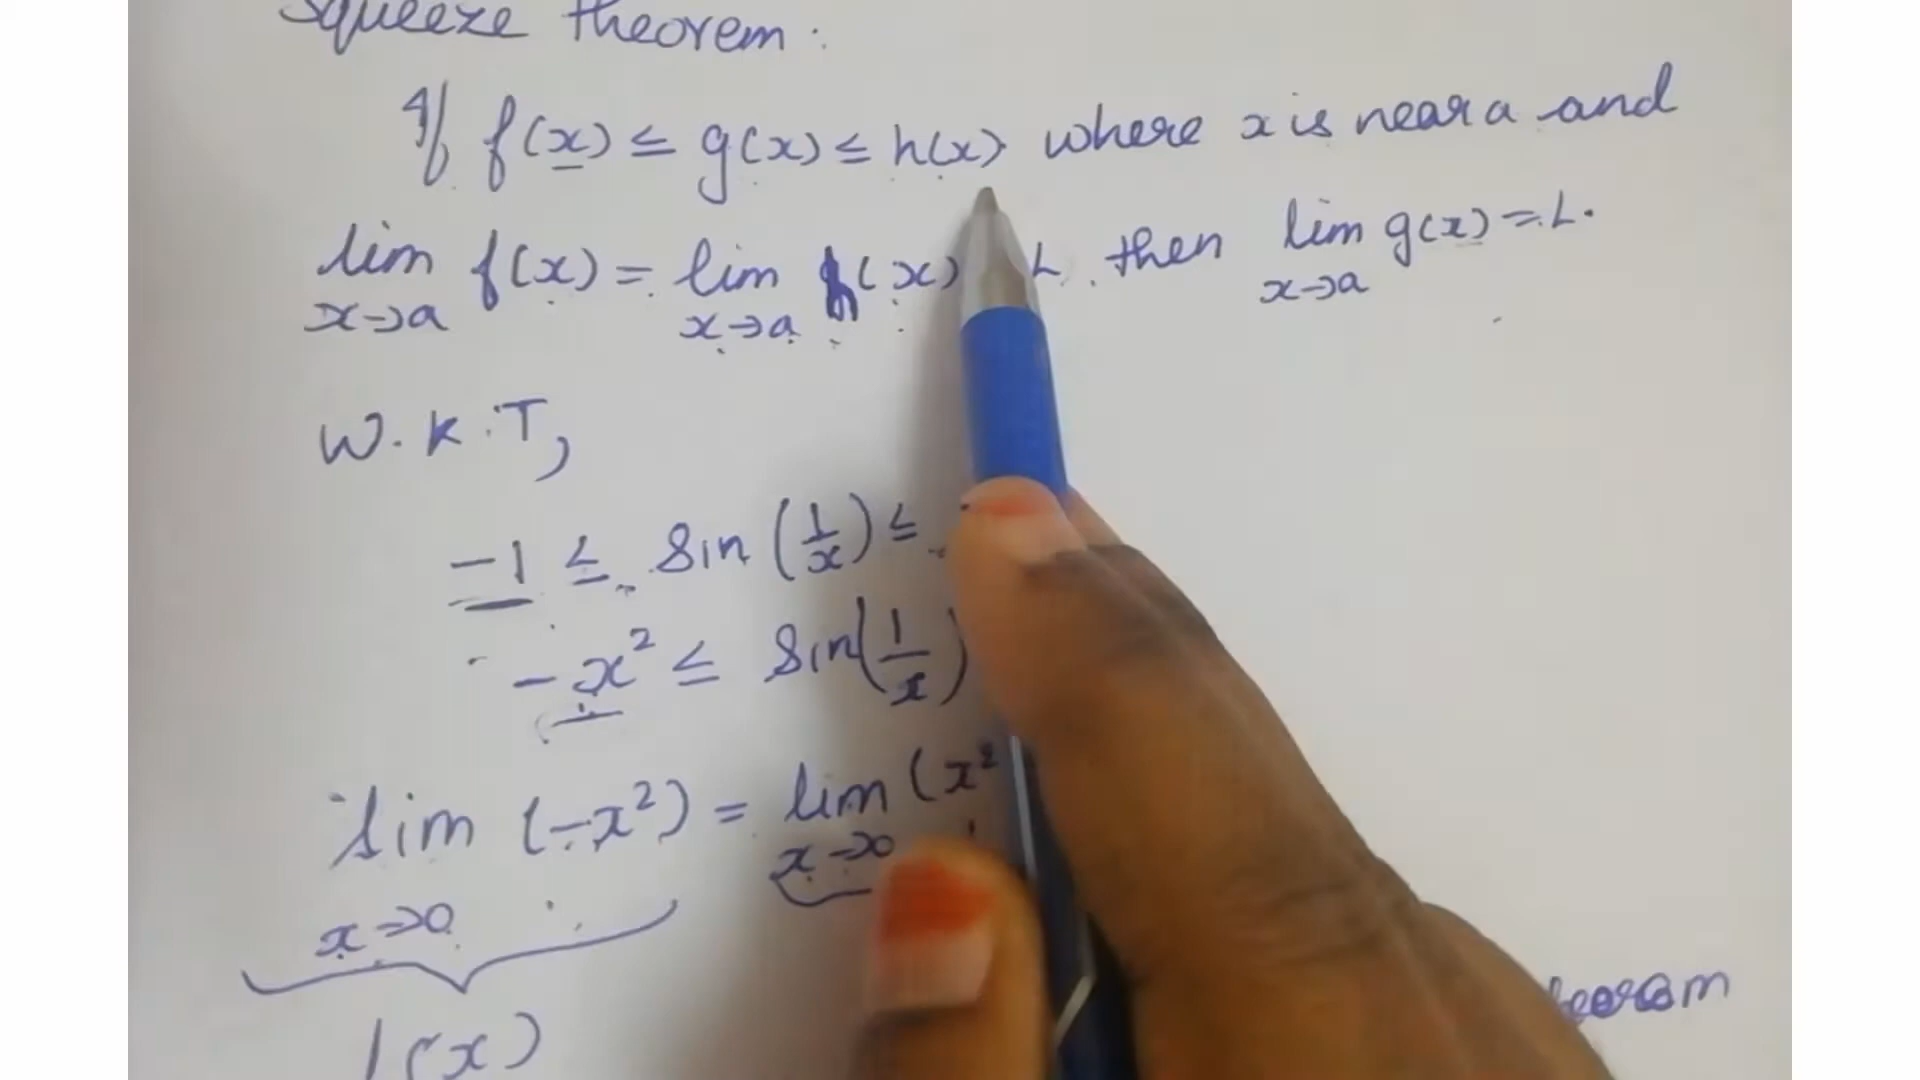 Squeeze theorem:
If f(x) ≤ g(x) ≤ h(x) where x is near a and
lim x→a f(x) = lim x→a h(x) L. then lim x→a g(x) = L.
W.K.T,
-1 ≤ Sin (1/x) ≤
-x² ≤ Sin(1/x)
lim x→0 (-x²) = lim x→0 (x²
(x)